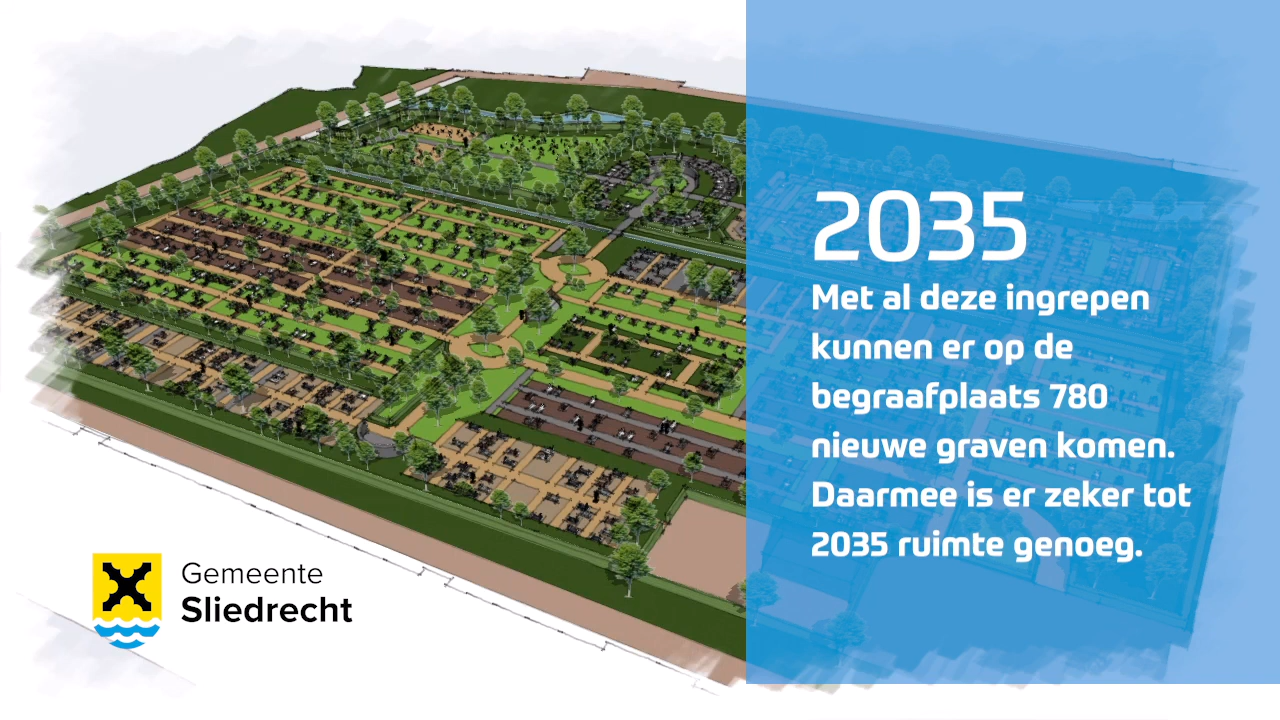 2035
Met al deze ingrepen
kunnen er op de
begraafplaats 780
nieuwe graven komen.
Daarmee is er zeker tot
2035 ruimte genoeg.
Gemeente
Sliedrecht